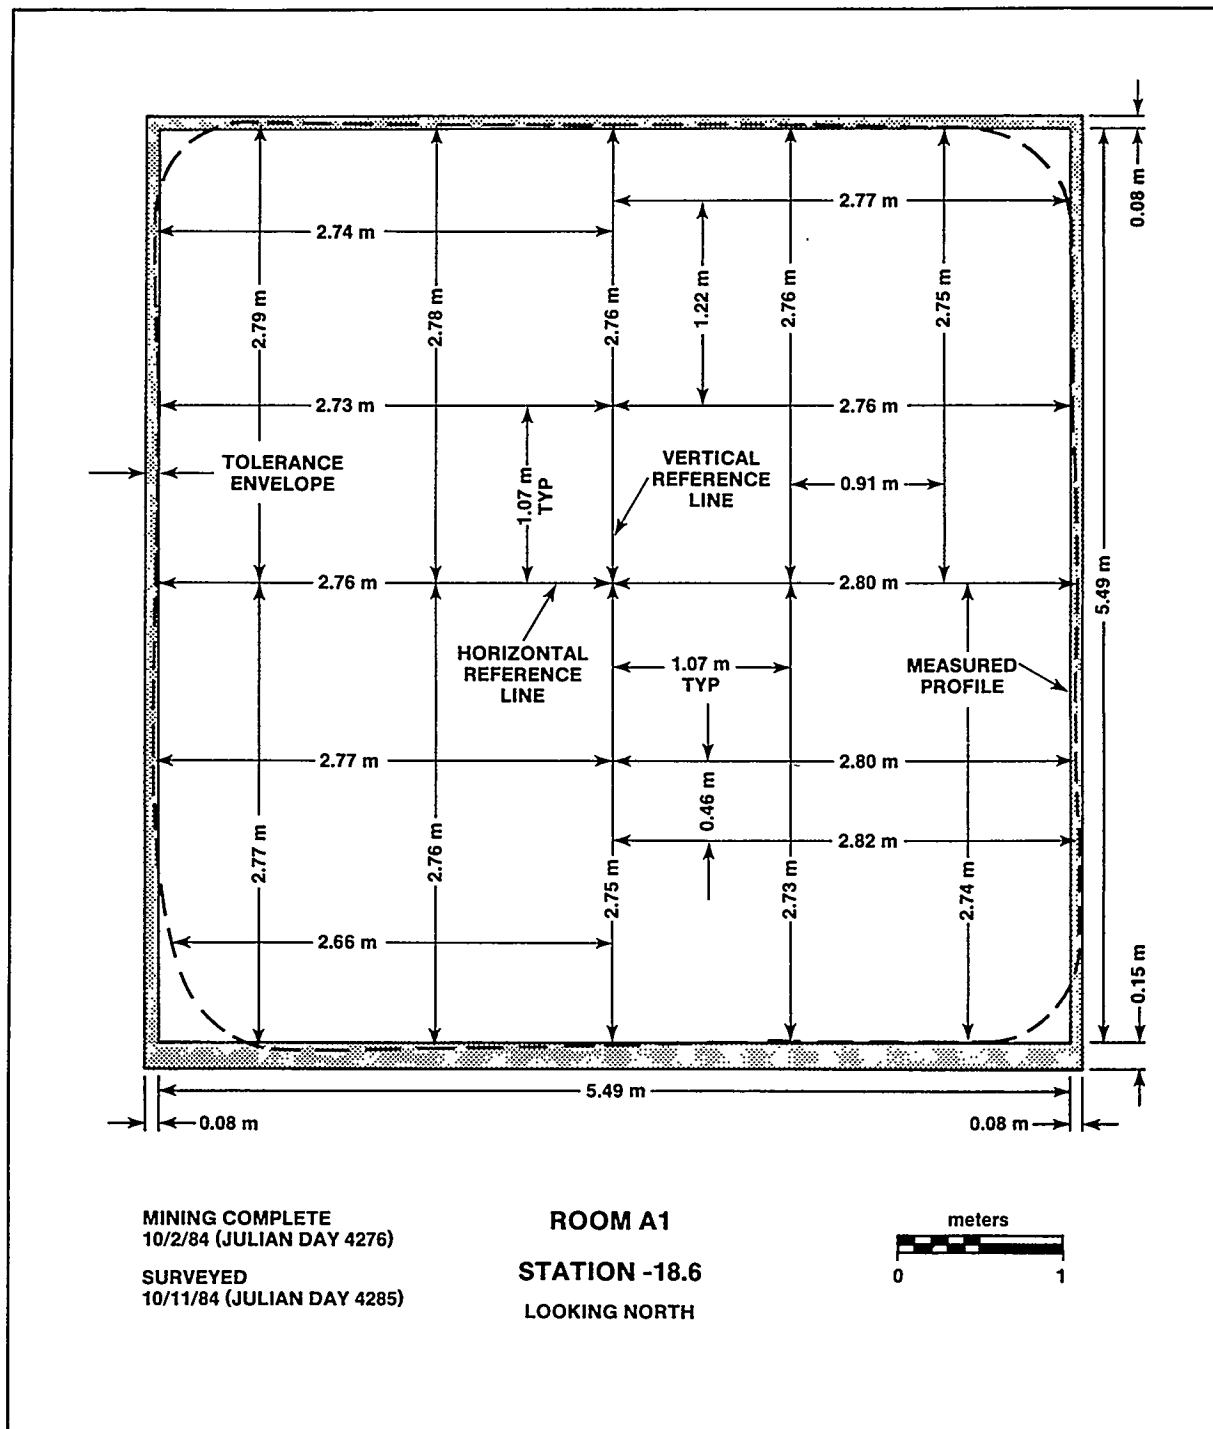 0.08 m
2.77 m
2.74 m
2.79 m
2.78 m
2.76 m
1.22 m
2.76 m
2.75 m
2.73 m
2.76 m
TOLERANCE
ENVELOPE
1.07 m
TYP
VERTICAL
REFERENCE
LINE
0.91 m
2.76 m
2.80 m
5.49 m
HORIZONTAL
REFERENCE
LINE
1.07 m
TYP
MEASURED
PROFILE
2.77 m
2.80 m
0.46 m
2.82 m
2.77 m
2.76 m
2.75 m
2.73 m
2.74 m
2.66 m
0.15 m
5.49 m
0.08 m
0.08 m
MINING COMPLETE
10/2/84 (JULIAN DAY 4276)
SURVEYED
10/11/84 (JULIAN DAY 4285)
ROOM A1
STATION -18.6
LOOKING NORTH
meters
0 1